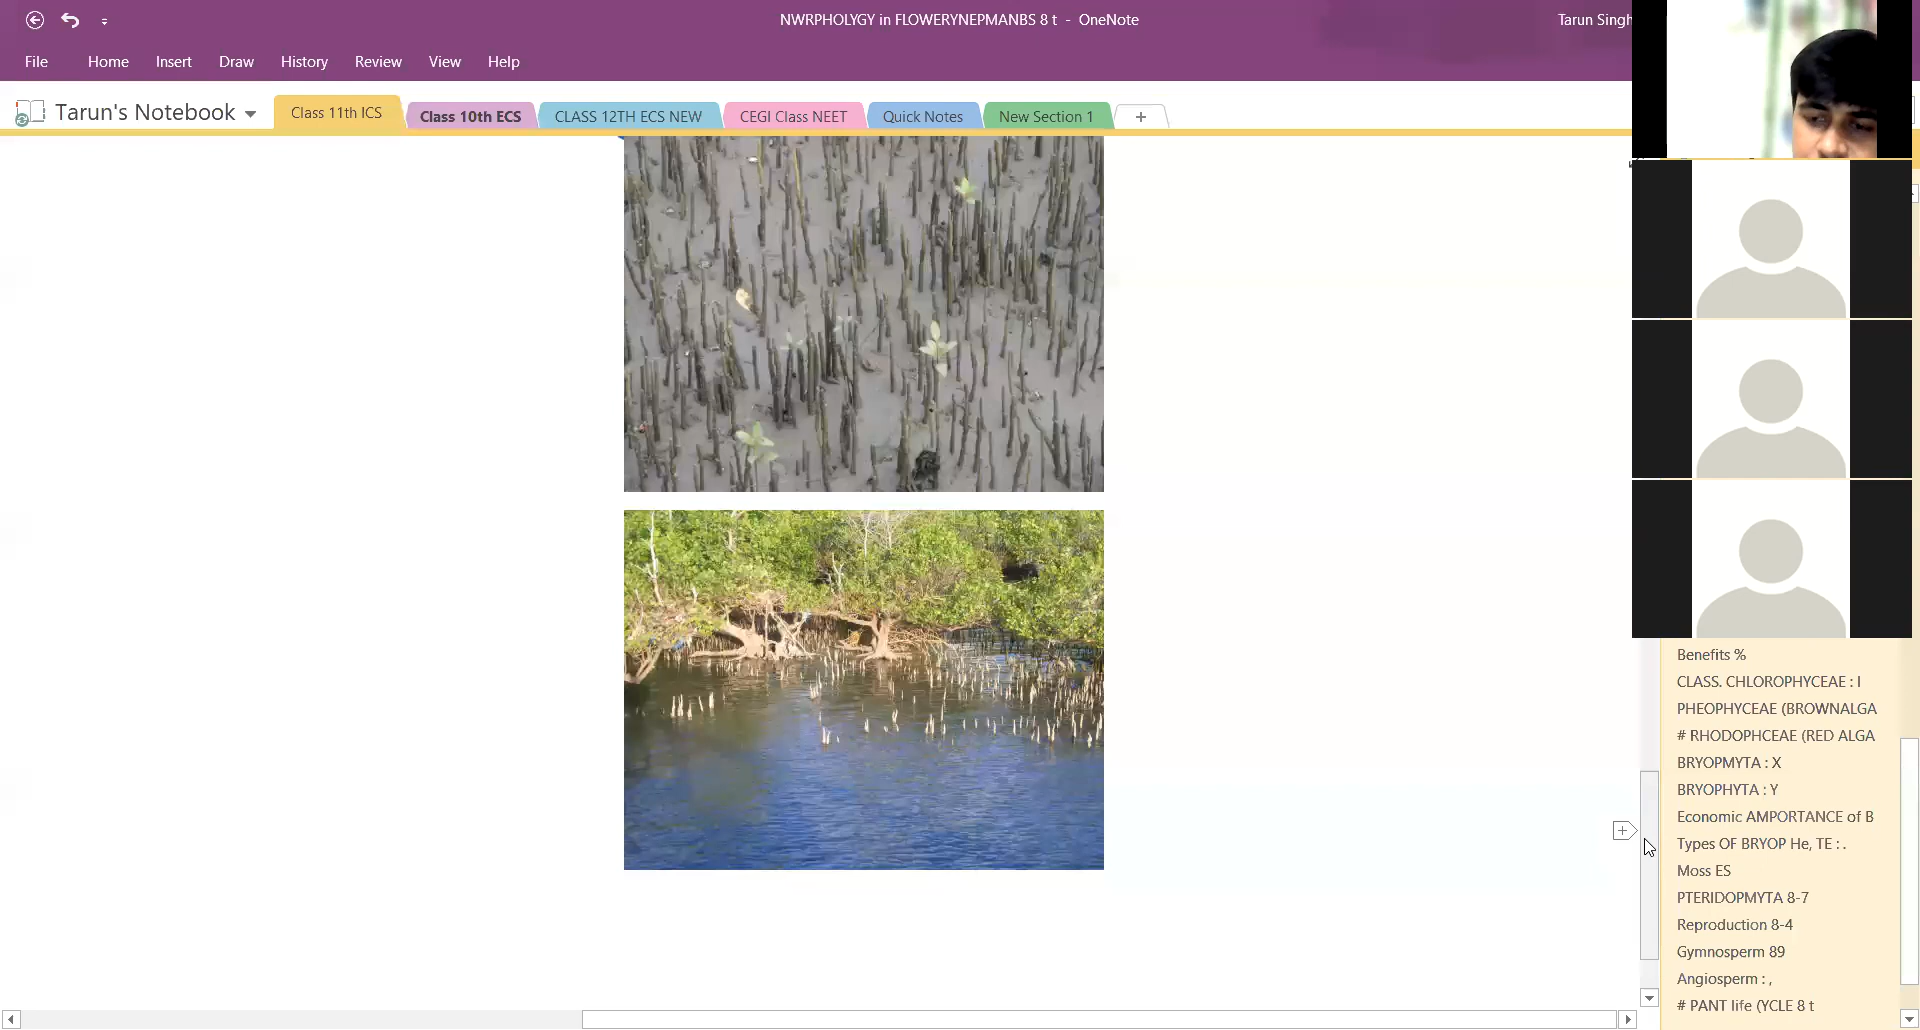 NWRPHOLYGY in FLOWERYNEPMANBS 8 t - OneNote
Tarun Singh
File Home Insert Draw History Review View Help
Tarun's Notebook
Class 11th ICS
Class 10th ECS
CLASS 12TH ECS NEW
CEGI Class NEET
Quick Notes
New Section 1
Benefits %
CLASS. CHLOROPHYCEAE : I
PHEOPHYCEAE (BROWNALGA
# RHODOPHCEAE (RED ALGA
BRYOPMYTA : X
BRYOPHYTA : Y
Economic AMPORTANCE of B
Types OF BRYOP He, TE : .
Moss ES
PTERIDOPMYTA 8-7
Reproduction 8-4
Gymnosperm 89
Angiosperm : ,
# PANT life (YCLE 8 t